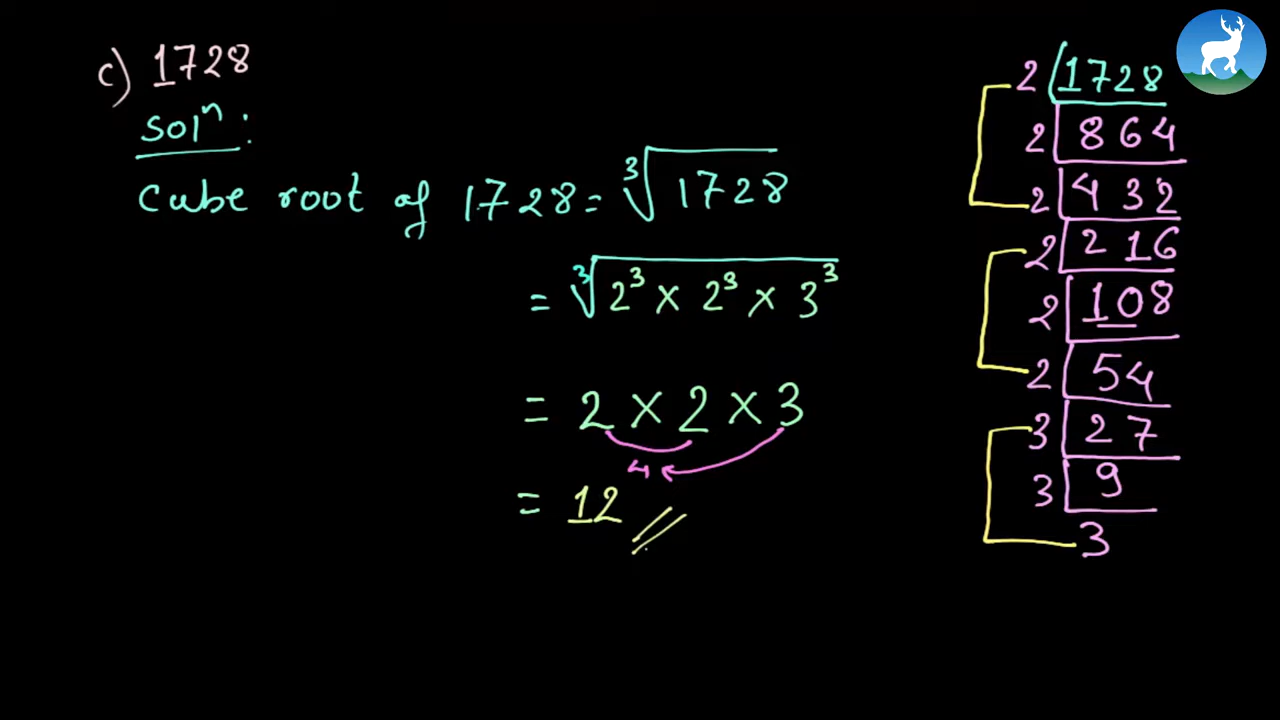 c) 1728
Solⁿ:
Cube root of 1728 = ∛1728
= ∛2³ × 2³ × 3³
= 2 × 2 × 3
4
= 12
2 1728
2 864
2 432
2 216
2 108
2 54
3 27
3 9
3